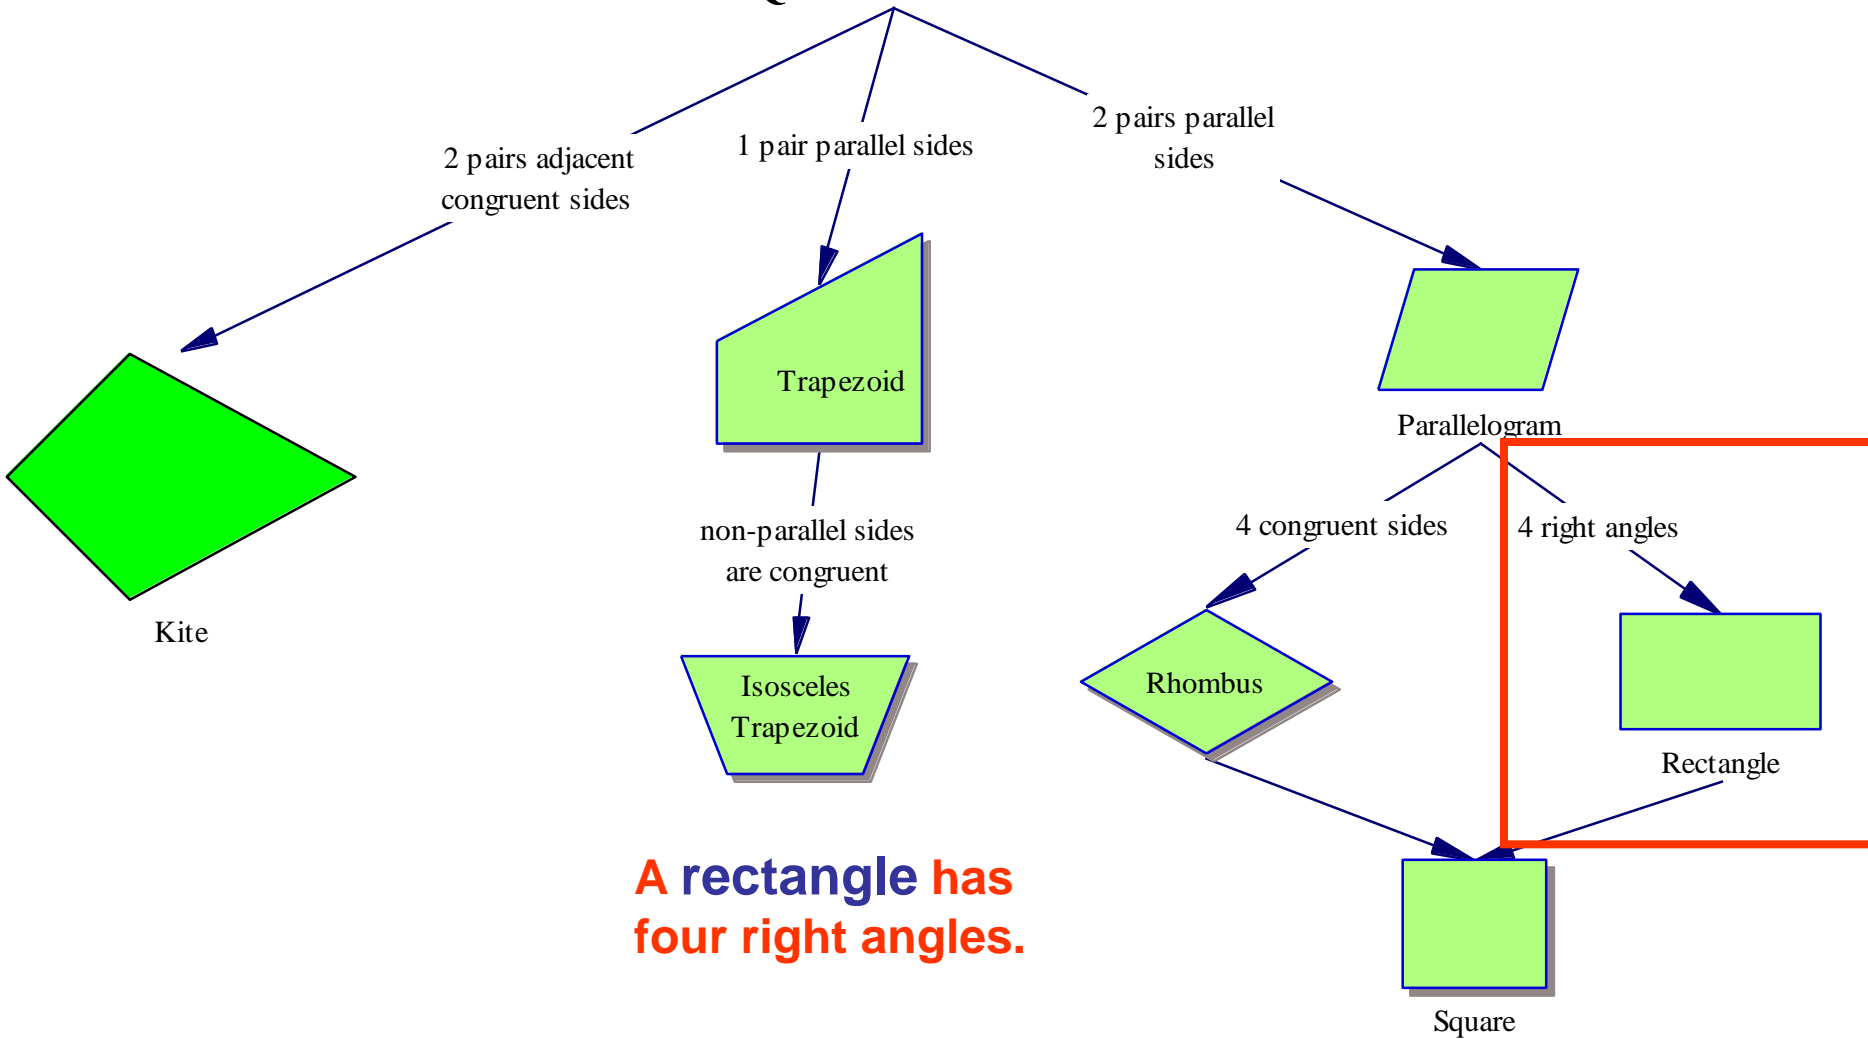 2 pairs adjacent
congruent sides
1 pair parallel sides
2 pairs parallel
sides
Trapezoid
Parallelogram
non-parallel sides
are congruent
4 congruent sides
4 right angles
Kite
Isosceles
Trapezoid
Rhombus
Rectangle
A rectangle has
four right angles.
Square